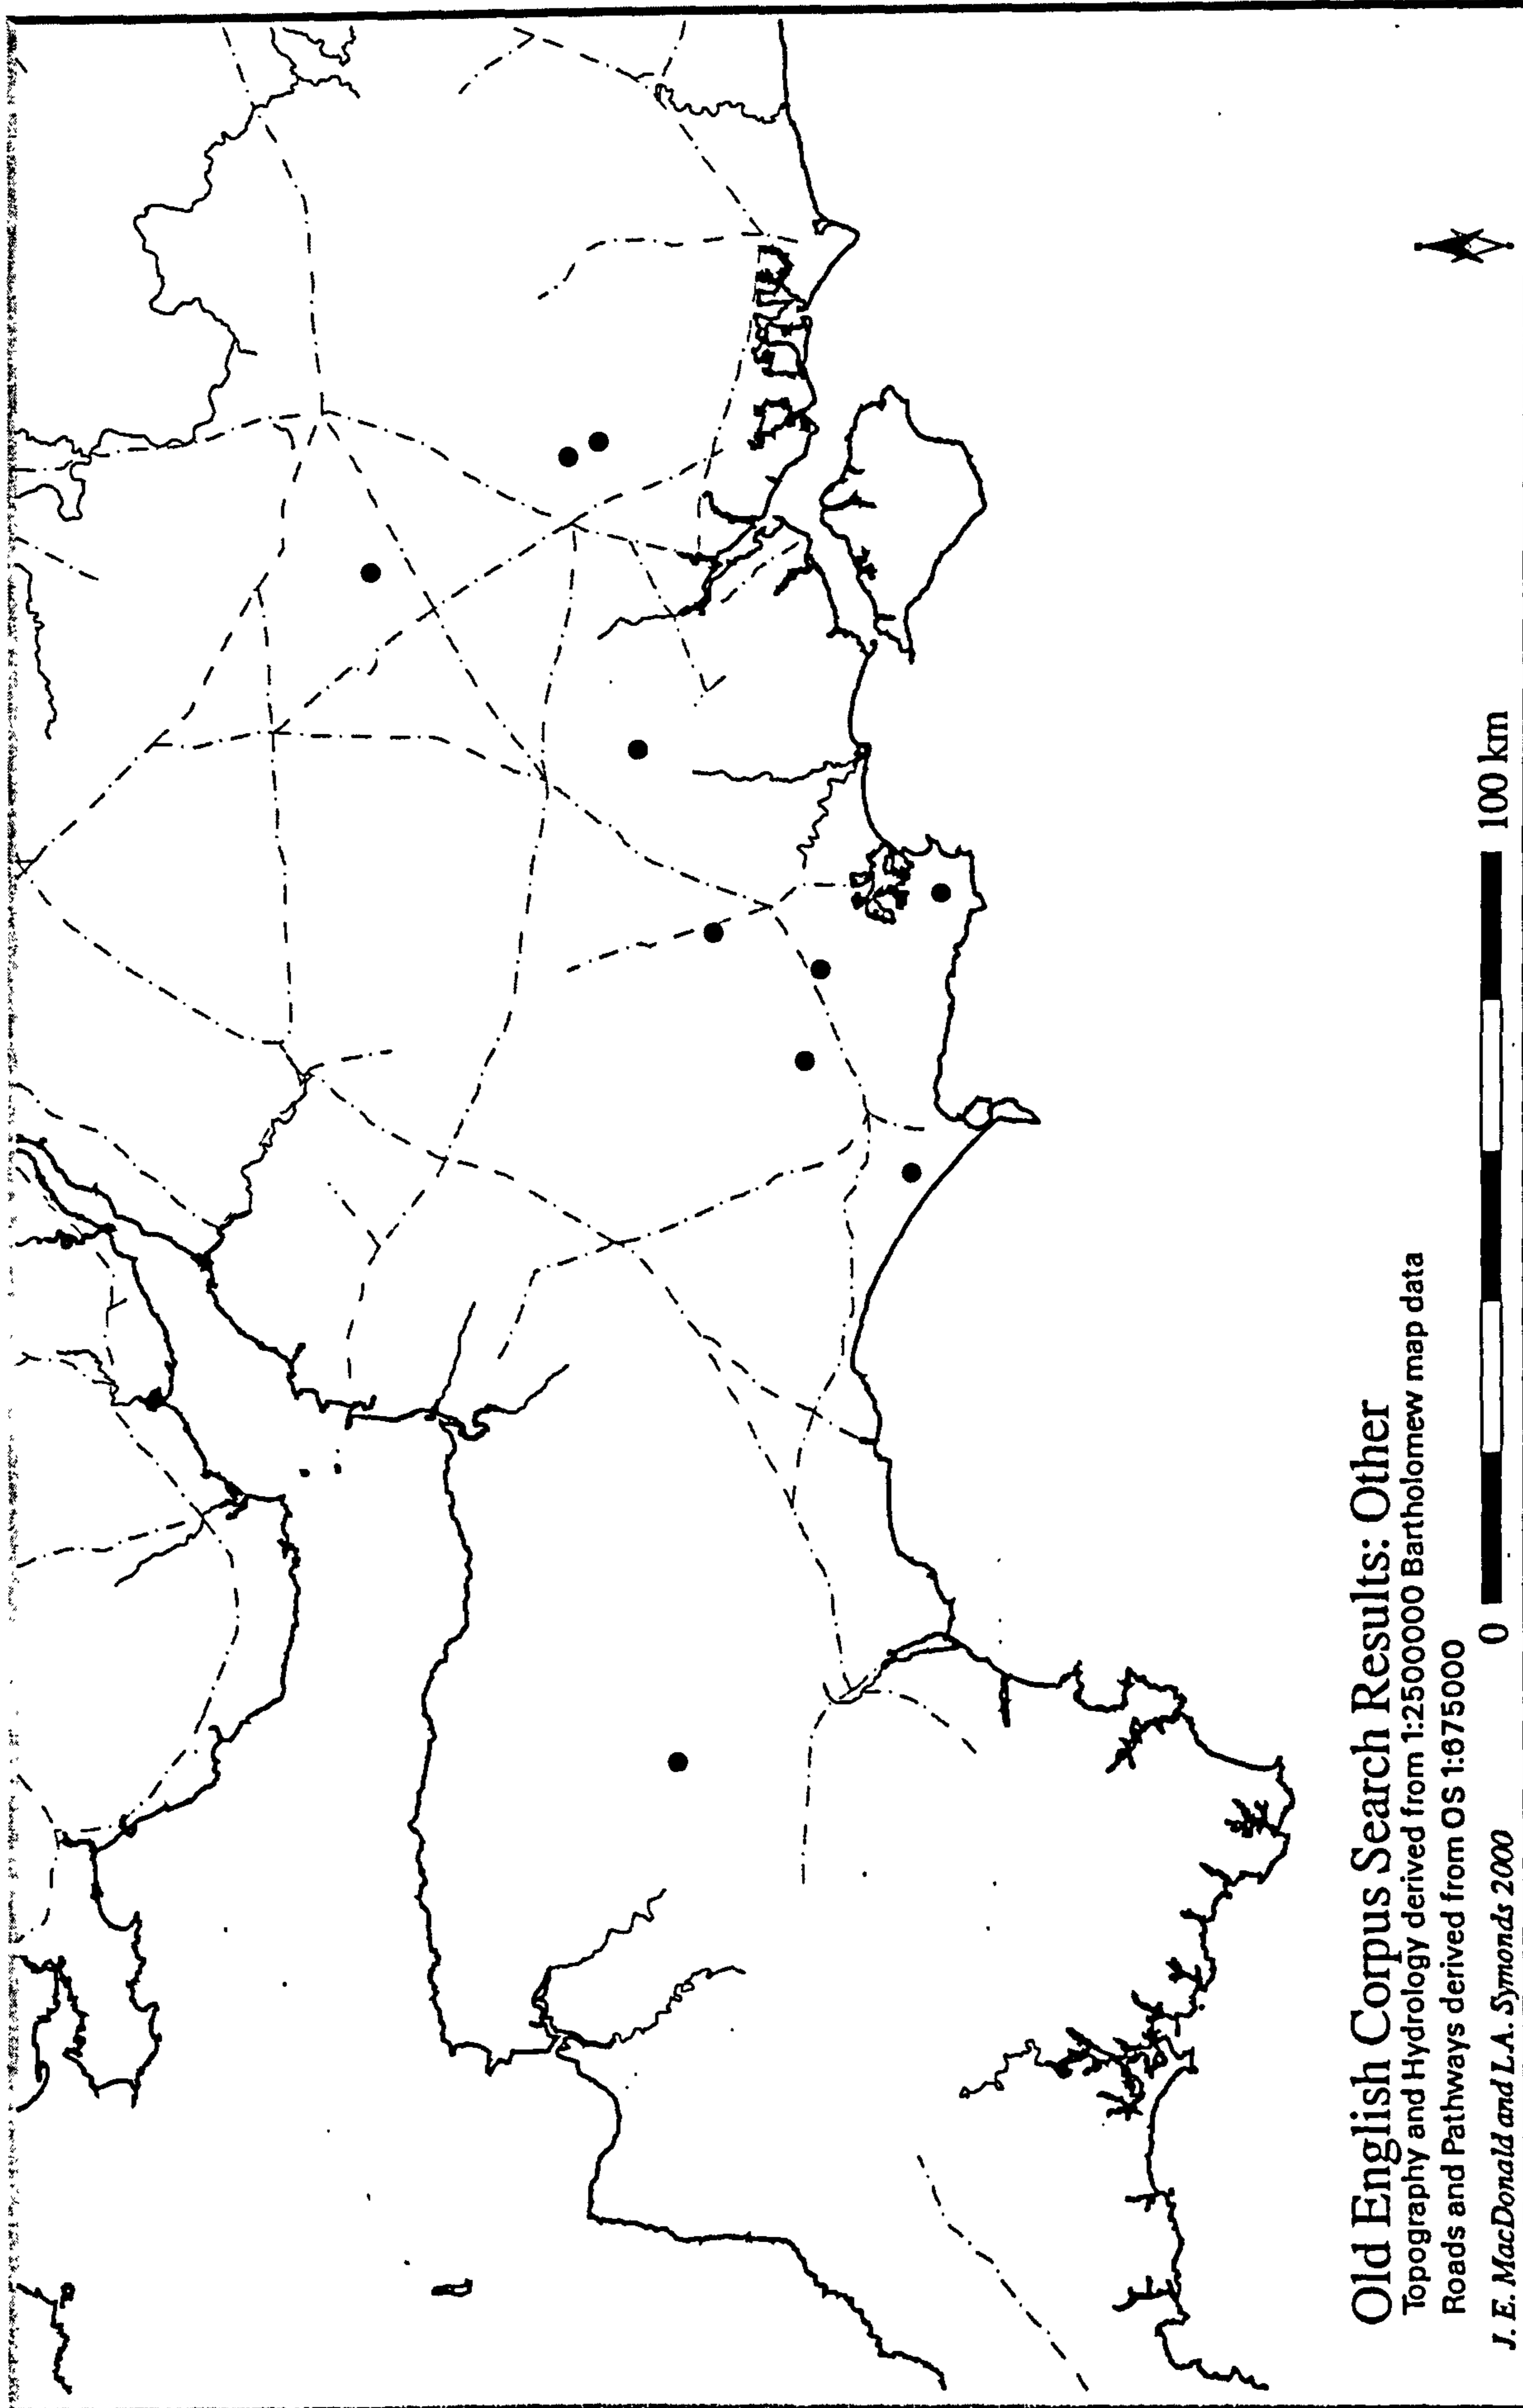 Old English Corpus Search Results: Other
Topography and Hydrology derived from 1:250000 Bartholomew map data
Roads and Pathways derived from OS 1:675000
J. E. MacDonald and L.A. Symonds 2000
0 100 km